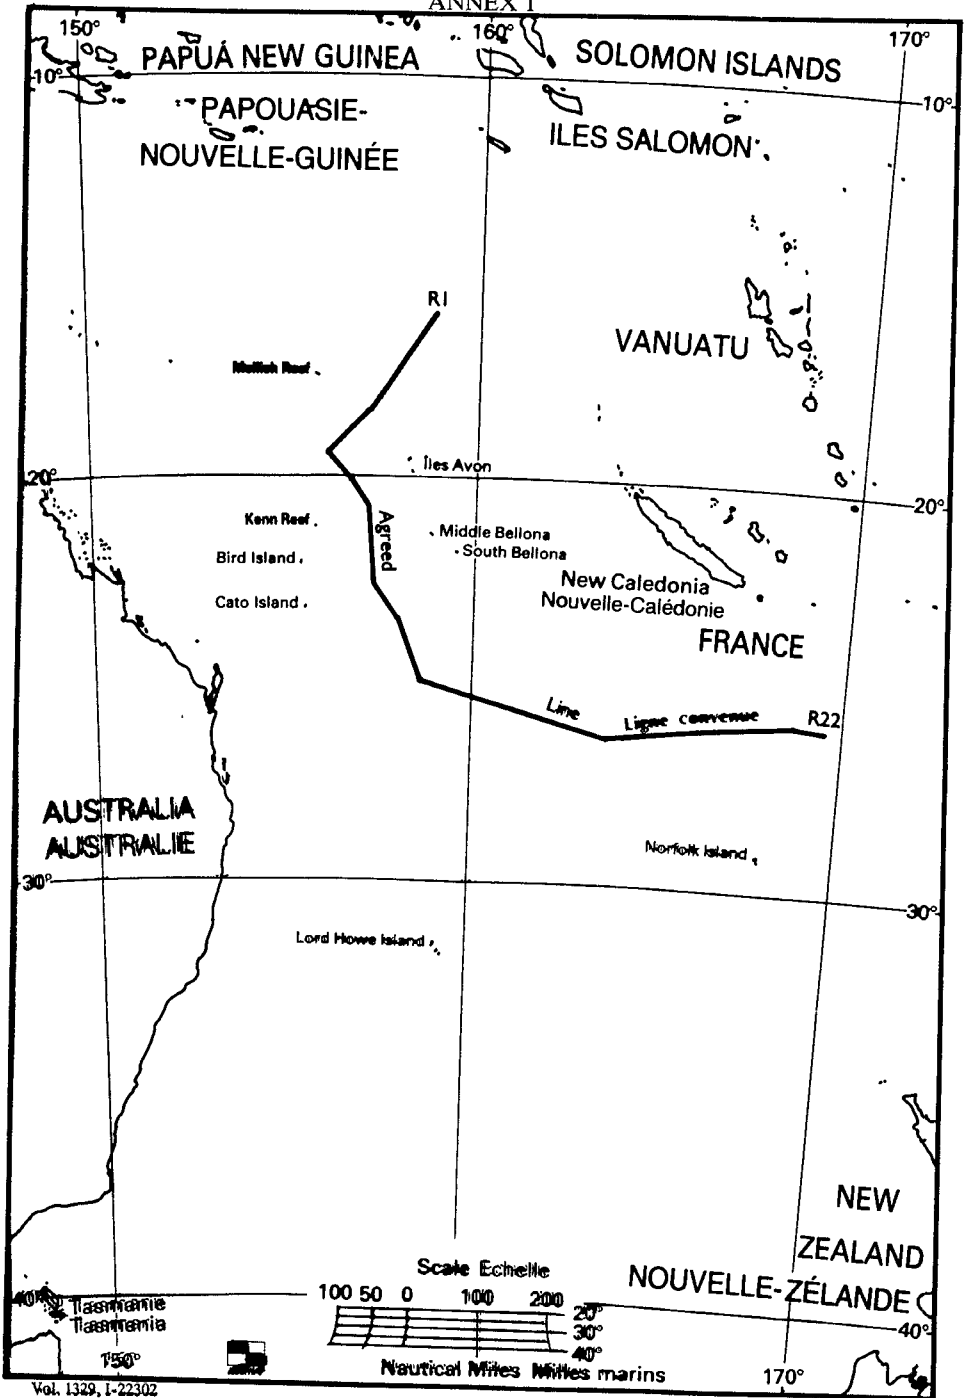 ANNEX I
150°
160°
170°
PAPUA NEW GUINEA
SOLOMON ISLANDS
10°
10°
PAPOUASIE-
NOUVELLE-GUINÉE
ILES SALOMON
R1
VANUATU
Mellish Reef
Îles Avon
20°
20°
Kenn Reef
Agreed
Middle Bellona
South Bellona
Bird Island
New Caledonia
Nouvelle-Calédonie
Cato Island
FRANCE
Line
Ligne convenue
R22
AUSTRALIA
AUSTRALIE
Norfolk Island
30°
30°
Lord Howe Island
NEW
ZEALAND
NOUVELLE-ZÉLANDE
Scale Echelle
100 50 0 100 200
20°
30°
40°
40°
40°
Tasmanie
Tasmania
Nautical Miles Milles marins
150°
170°
Vol. 1329, I-22302